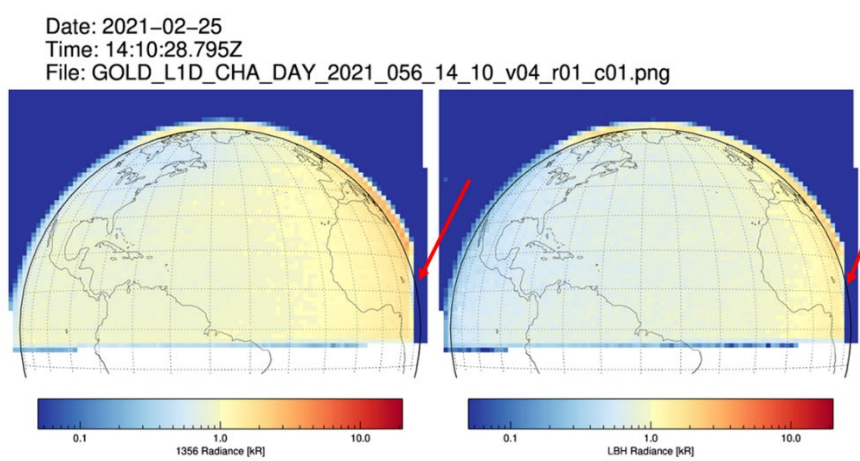 Date: 2021-02-25
Time: 14:10:28.795Z
File: GOLD_L1D_CHA_DAY_2021_056_14_10_v04_r01_c01.png
0.1 1.0 10.0
1356 Radiance [kR]
0.1 1.0 10.0
LBH Radiance [kR]